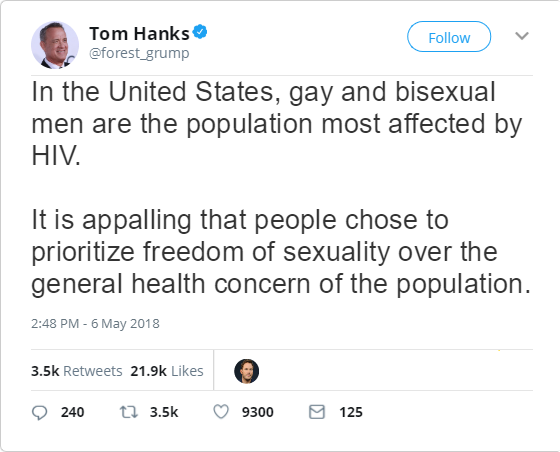 Tom Hanks
@forest_grump
Follow
In the United States, gay and bisexual
men are the population most affected by
HIV.
It is appalling that people chose to
prioritize freedom of sexuality over the
general health concern of the population.
2:48 PM - 6 May 2018
3.5k Retweets 21.9k Likes
240 3.5k 9300 125